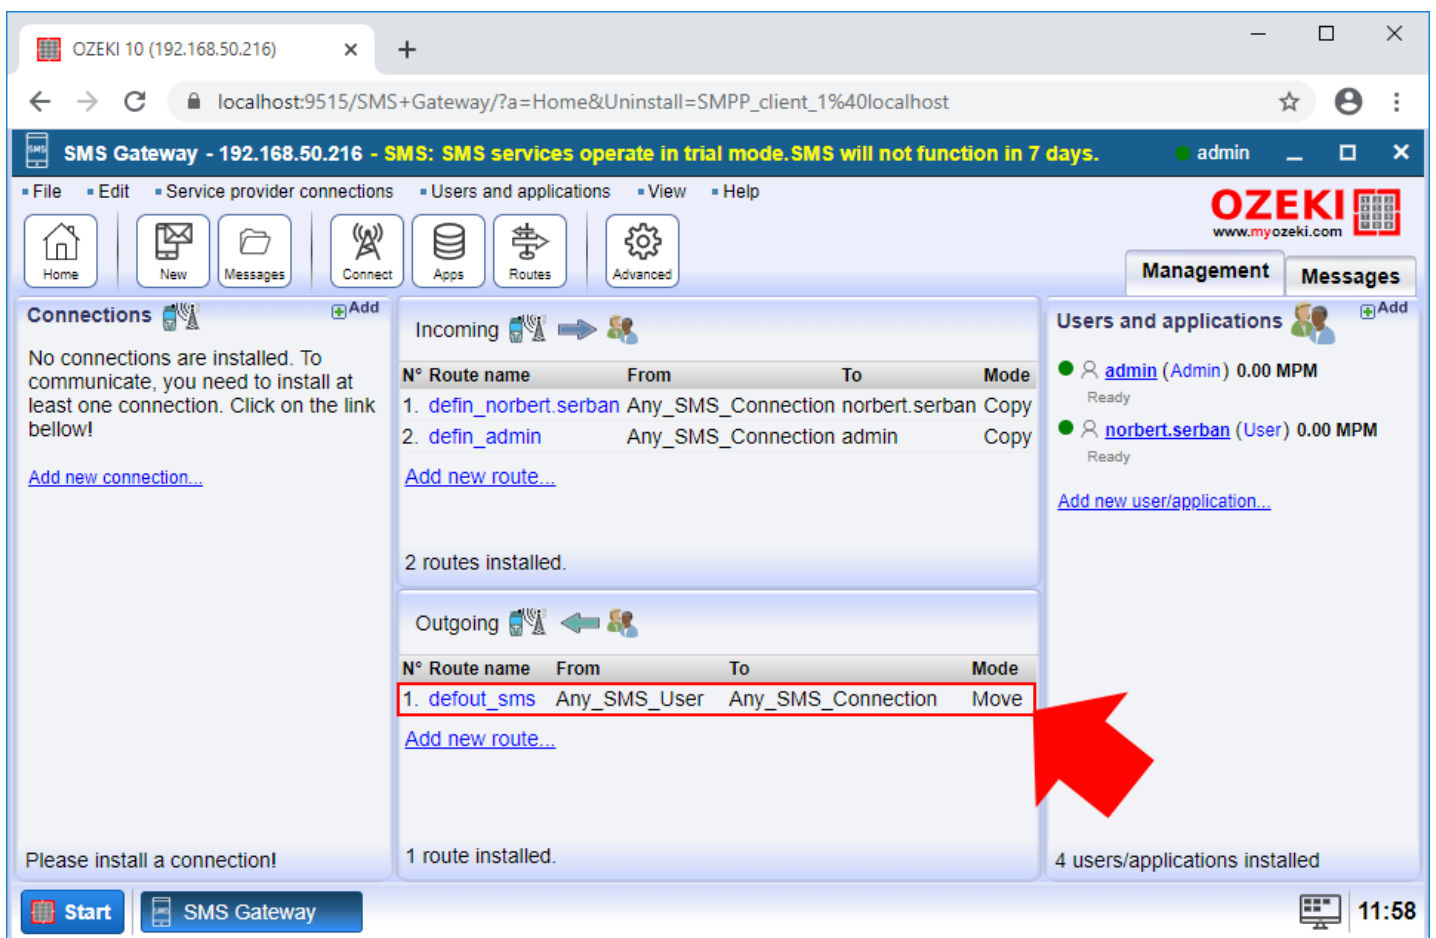 OZEKI 10 (192.168.50.216)
localhost:9515/SMS+Gateway/?a=Home&Uninstall=SMPP_client_1%40localhost
SMS
SMS Gateway - 192.168.50.216 - SMS: SMS services operate in trial mode.SMS will not function in 7 days.
admin
File Edit Service provider connections Users and applications View Help
OZEKI
www.myozeki.com
Home New Messages Connect Apps Routes Advanced
Management Messages
Connections Add
No connections are installed. To
communicate, you need to install at
least one connection. Click on the link
bellow!
Add new connection...
Please install a connection!
Incoming
N° Route name From To Mode
1. defin_norbert.serban Any_SMS_Connection norbert.serban Copy
2. defin_admin Any_SMS_Connection admin Copy
Add new route...
2 routes installed.
Outgoing
N° Route name From To Mode
1. defout_sms Any_SMS_User Any_SMS_Connection Move
Add new route...
1 route installed.
Users and applications Add
admin (Admin) 0.00 MPM
Ready
norbert.serban (User) 0.00 MPM
Ready
Add new user/application...
4 users/applications installed
Start SMS Gateway 11:58